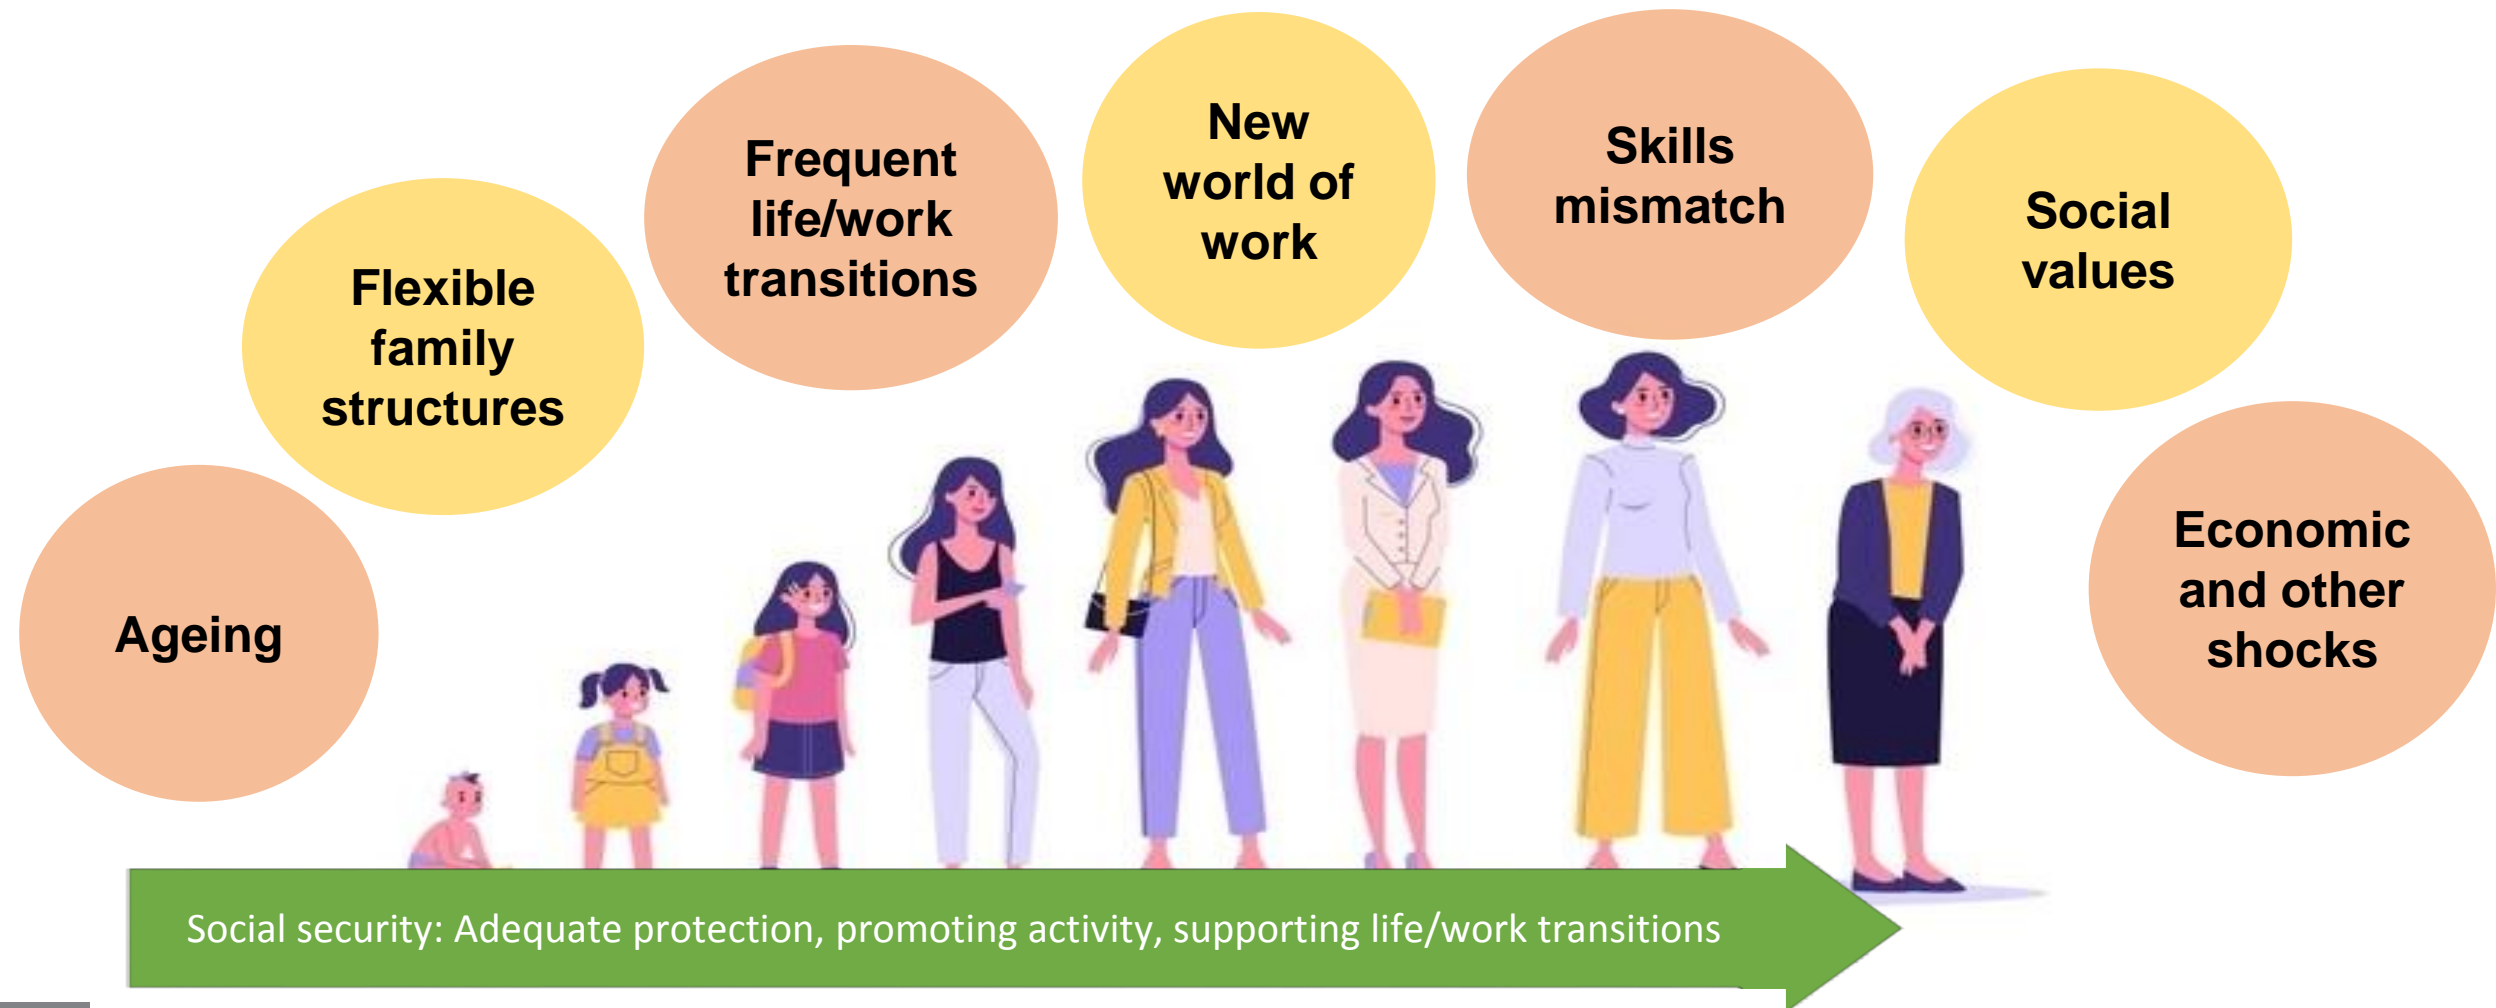 Ageing
Flexible
family
structures
Frequent
life/work
transitions
New
world of
work
Skills
mismatch
Social
values
Economic
and other
shocks
Social security: Adequate protection, promoting activity, supporting life/work transitions